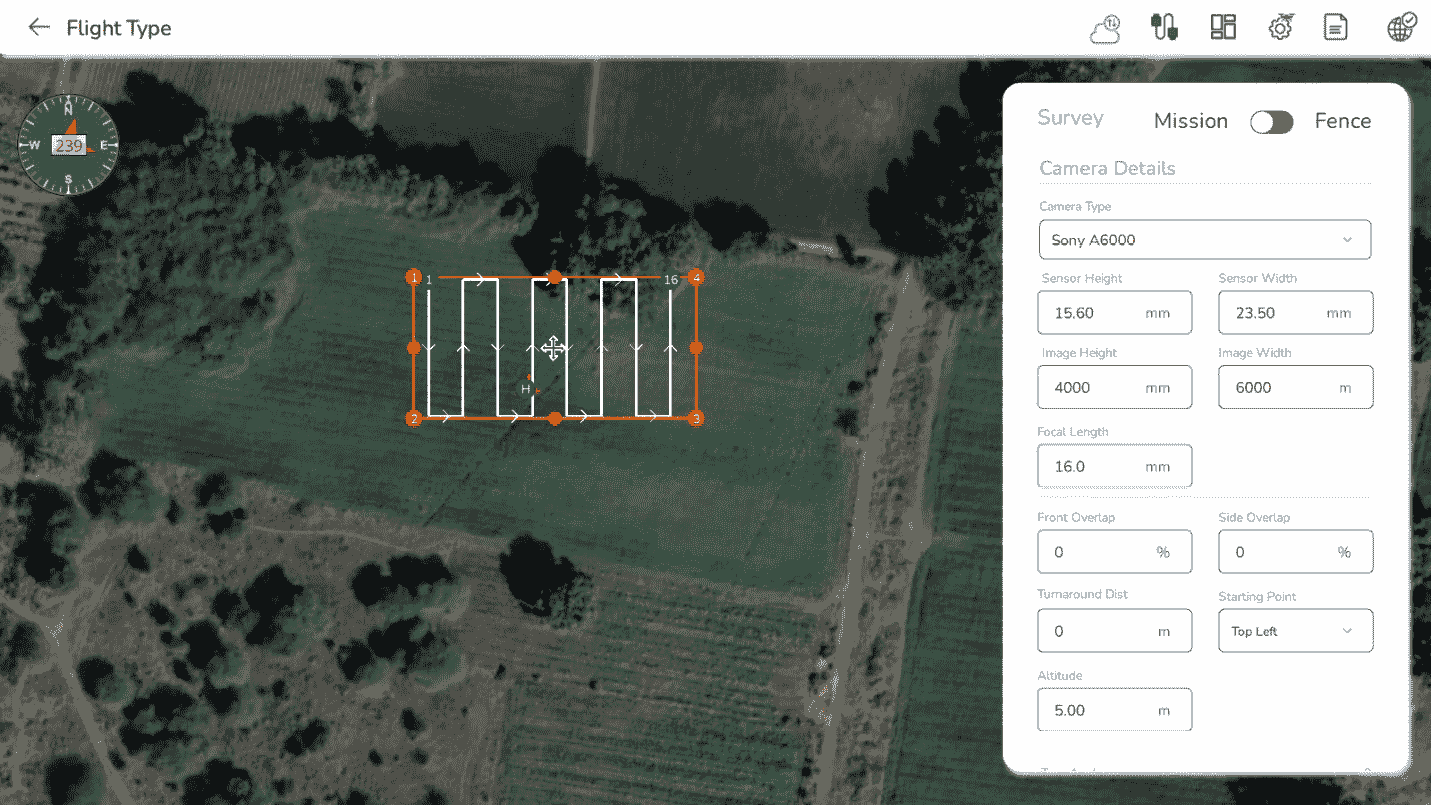 Flight Type
N
W 239 E
S
1 1 16 4
H
2 3
Survey Mission Fence
Camera Details
Camera Type
Sony A6000
Sensor Height Sensor Width
15.60 mm 23.50 mm
Image Height Image Width
4000 mm 6000 m
Focal Length
16.0 mm
Front Overlap Side Overlap
0 % 0 %
Turnaround Dist Starting Point
0 m Top Left
Altitude
5.00 m